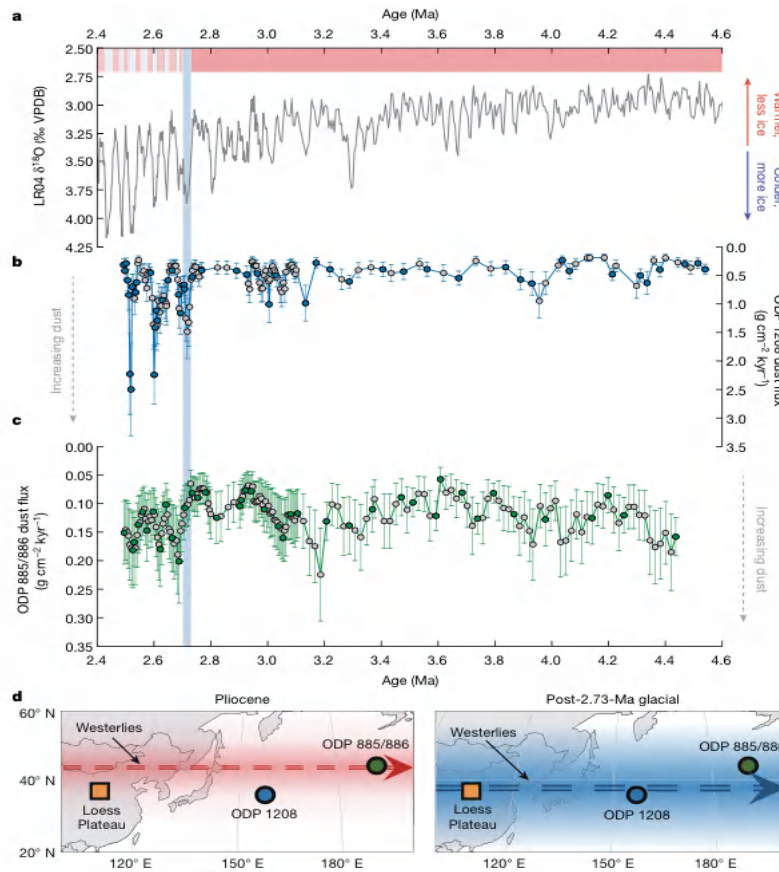 a
Age (Ma)
2.4 2.6 2.8 3.0 3.2 3.4 3.6 3.8 4.0 4.2 4.4 4.6
2.50
2.75
3.00
3.25
3.50
3.75
4.00
4.25
LR04 δ¹⁸O (‰ VPDB)
less ice
more ice
b
Increasing dust
0.0
0.5
1.0
1.5
2.0
2.5
3.0
3.5
(g cm⁻² kyr⁻¹)
c
0.00
0.05
0.10
0.15
0.20
0.25
0.30
0.35
ODP 885/886 dust flux
(g cm⁻² kyr⁻¹)
Increasing dust
2.4 2.6 2.8 3.0 3.2 3.4 3.6 3.8 4.0 4.2 4.4 4.6
Age (Ma)
d
Pliocene
60° N
40° N
20° N
Westerlies
ODP 885/886
Loess
Plateau
ODP 1208
120° E 150° E 180° E
Post-2.73-Ma glacial
Westerlies
ODP 885/886
Loess
Plateau
ODP 1208
120° E 150° E 180° E